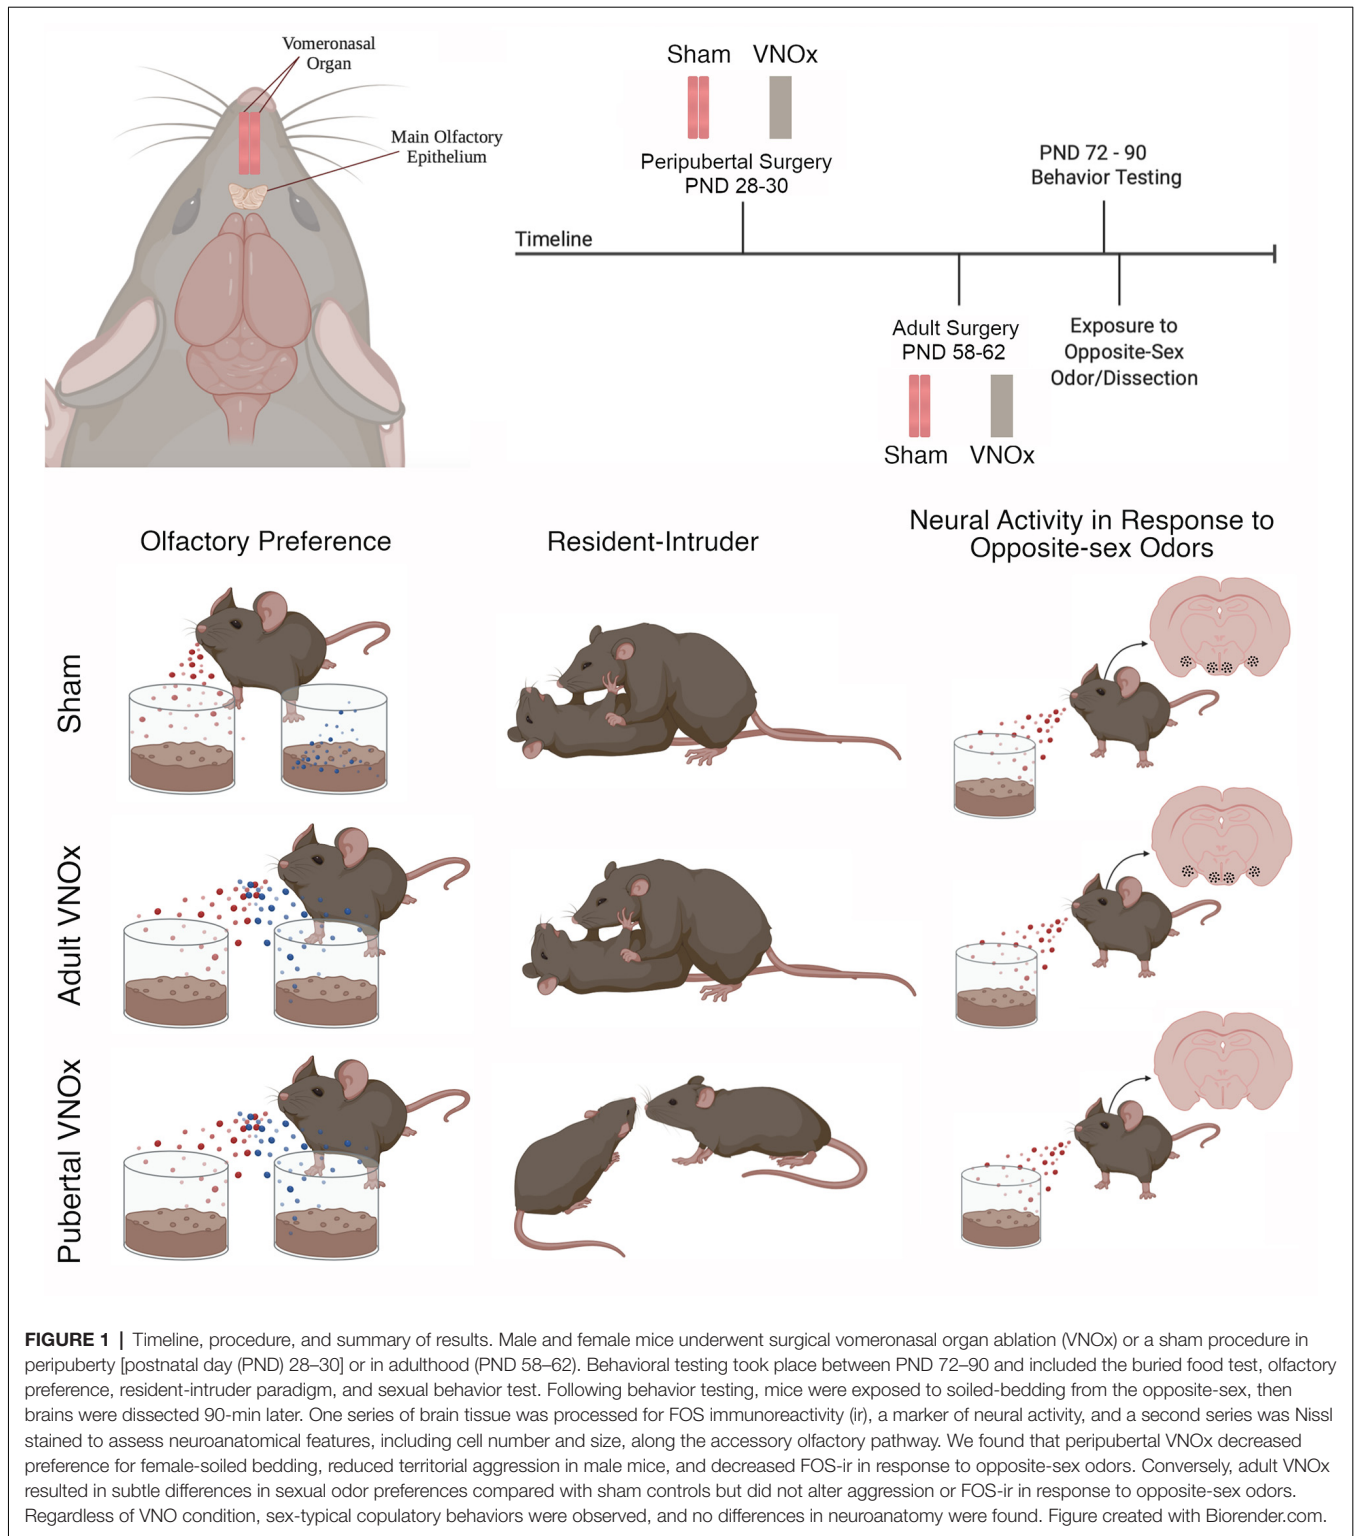 Vomeronasal
Organ
Main Olfactory
Epithelium
Sham VNOx
Peripubertal Surgery
PND 28-30
PND 72 - 90
Behavior Testing
Timeline
Adult Surgery
PND 58-62
Sham VNOx
Exposure to
Opposite-Sex
Odor/Dissection
Olfactory Preference
Resident-Intruder
Neural Activity in Response to
Opposite-sex Odors
Sham
Adult VNOx
Pubertal VNOx
FIGURE 1 | Timeline, procedure, and summary of results. Male and female mice underwent surgical vomeronasal organ ablation (VNOx) or a sham procedure in
peripuberty [postnatal day (PND) 28–30] or in adulthood (PND 58–62). Behavioral testing took place between PND 72–90 and included the buried food test, olfactory
preference, resident-intruder paradigm, and sexual behavior test. Following behavior testing, mice were exposed to soiled-bedding from the opposite-sex, then
brains were dissected 90-min later. One series of brain tissue was processed for FOS immunoreactivity (ir), a marker of neural activity, and a second series was Nissl
stained to assess neuroanatomical features, including cell number and size, along the accessory olfactory pathway. We found that peripubertal VNOx decreased
preference for female-soiled bedding, reduced territorial aggression in male mice, and decreased FOS-ir in response to opposite-sex odors. Conversely, adult VNOx
resulted in subtle differences in sexual odor preferences compared with sham controls but did not alter aggression or FOS-ir in response to opposite-sex odors.
Regardless of VNO condition, sex-typical copulatory behaviors were observed, and no differences in neuroanatomy were found. Figure created with Biorender.com.